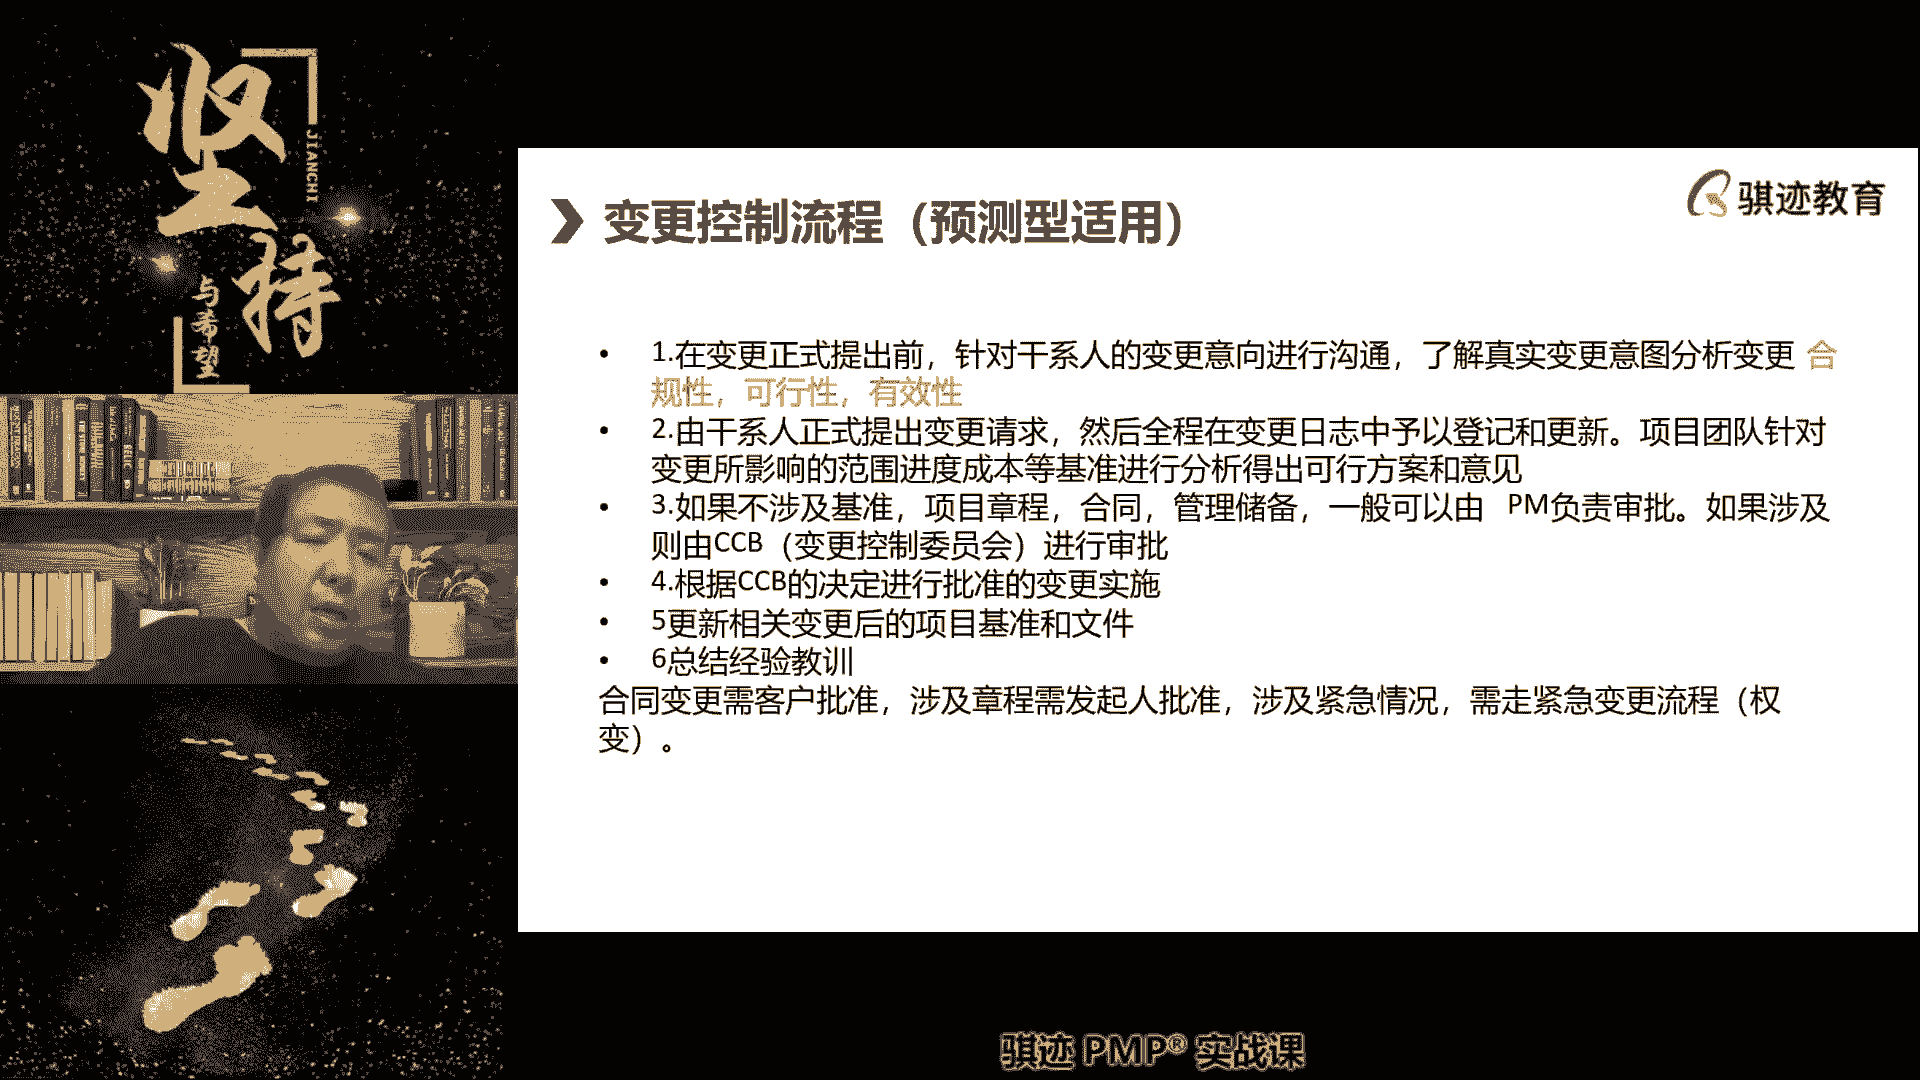 坚持
JIANCHI
与希望
骐迹教育
变更控制流程（预测型适用）
• 1.在变更正式提出前，针对干系人的变更意向进行沟通，了解真实变更意图分析变更 合
规性，可行性，有效性
• 2.由干系人正式提出变更请求，然后全程在变更日志中予以登记和更新。项目团队针对
变更所影响的范围进度成本等基准进行分析得出可行方案和意见
• 3.如果不涉及基准，项目章程，合同，管理储备，一般可以由 PM负责审批。如果涉及
则由CCB（变更控制委员会）进行审批
• 4.根据CCB的决定进行批准的变更实施
• 5更新相关变更后的项目基准和文件
• 6总结经验教训
合同变更需客户批准，涉及章程需发起人批准，涉及紧急情况，需走紧急变更流程（权
变）。
骐迹 PMP® 实战课